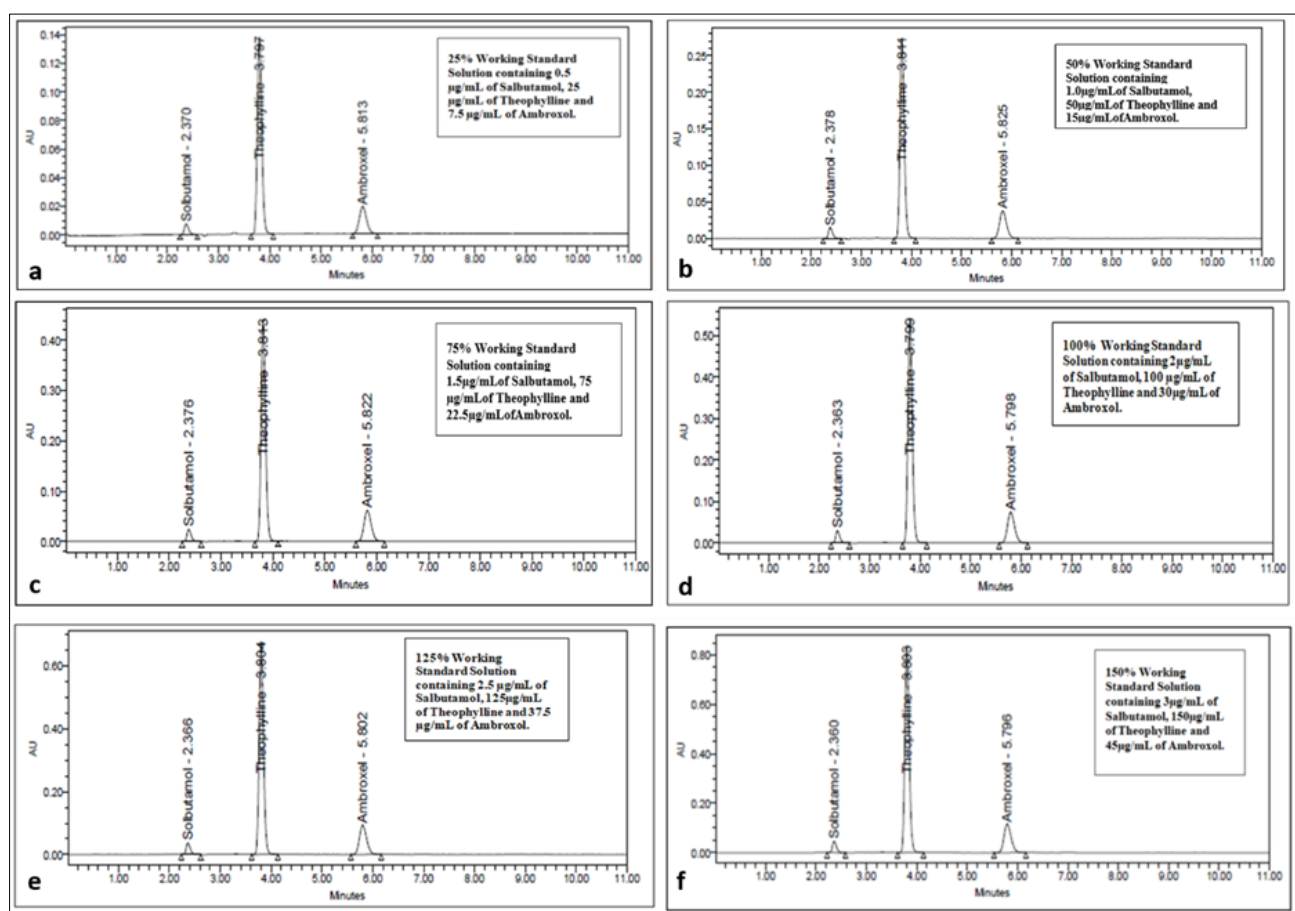 0.14
0.12
0.10
0.08
0.06
0.04
0.02
0.00
AU
Solbutamol - 2.370
Theophylline - 3.797
Ambroxel - 5.813
25% Working Standard
Solution containing 0.5
µg/mL of Salbutamol, 25
µg/mL of Theophylline and
7.5 µg/mL of Ambroxol.
1.00 2.00 3.00 4.00 5.00 6.00 7.00 8.00 9.00 10.00 11.00
Minutes
a
0.25
0.20
0.15
0.10
0.05
0.00
AU
Solbutamol - 2.378
Theophylline - 3.811
Ambroxel - 5.825
50% Working Standard
Solution containing
1.0µg/mLof Salbutamol,
50µg/mLof Theophylline and
15µg/mLofAmbroxol.
1.00 2.00 3.00 4.00 5.00 6.00 7.00 8.00 9.00 10.00 11.00
Minutes
b
0.40
0.30
0.20
0.10
0.00
AU
Solbutamol - 2.376
Theophylline - 3.813
Ambroxel - 5.822
75% Working Standard
Solution containing
1.5µg/mLof Salbutamol, 75
µg/mLof Theophylline and
22.5µg/mLofAmbroxol.
1.00 2.00 3.00 4.00 5.00 6.00 7.00 8.00 9.00 10.00 11.00
Minutes
c
0.50
0.40
0.30
0.20
0.10
0.00
AU
Solbutamol - 2.363
Theophylline - 3.799
Ambroxel - 5.798
100% Working Standard
Solution containing 2µg/mL
of Salbutamol, 100 µg/mL of
Theophylline and 30µg/mL of
Ambroxol.
1.00 2.00 3.00 4.00 5.00 6.00 7.00 8.00 9.00 10.00 11.00
Minutes
d
0.60
0.40
0.20
0.00
AU
Solbutamol - 2.366
Theophylline - 3.804
Ambroxel - 5.802
125% Working
Standard Solution
containing 2.5 µg/mL of
Salbutamol, 125µg/mL
of Theophylline and 37.5
µg/mL of Ambroxol.
1.00 2.00 3.00 4.00 5.00 6.00 7.00 8.00 9.00 10.00 11.00
Minutes
e
0.80
0.60
0.40
0.20
0.00
AU
Solbutamol - 2.360
Theophylline - 3.803
Ambroxel - 5.796
150% Working
Standard Solution
containing 3µg/mL of
Salbutamol, 150µg/mL
of Theophylline and
45µg/mL of Ambroxol.
1.00 2.00 3.00 4.00 5.00 6.00 7.00 8.00 9.00 10.00 11.00
Minutes
f